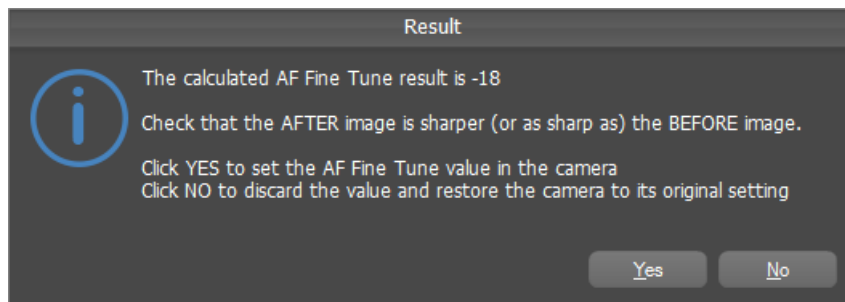 Result
The calculated AF Fine Tune result is -18
Check that the AFTER image is sharper (or as sharp as) the BEFORE image.
Click YES to set the AF Fine Tune value in the camera
Click NO to discard the value and restore the camera to its original setting
Yes
No